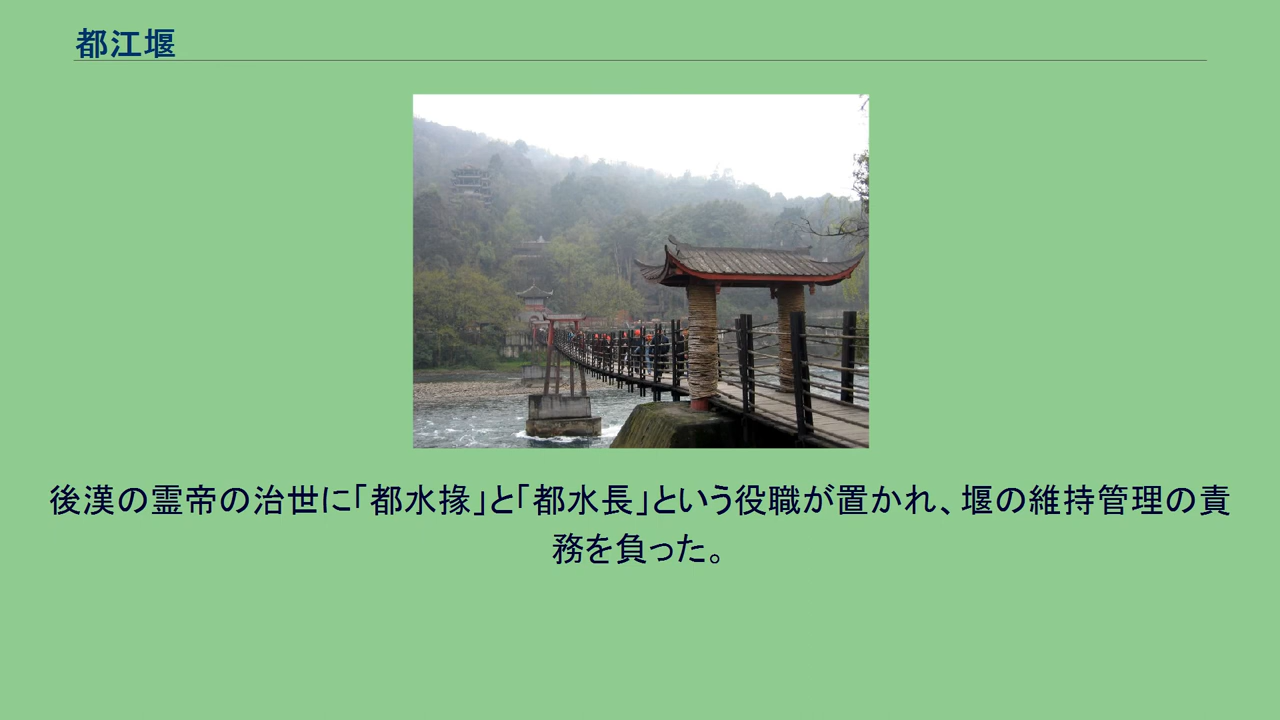 都江堰
後漢の霊帝の治世に「都水掾」と「都水長」という役職が置かれ、堰の維持管理の責
務を負った。